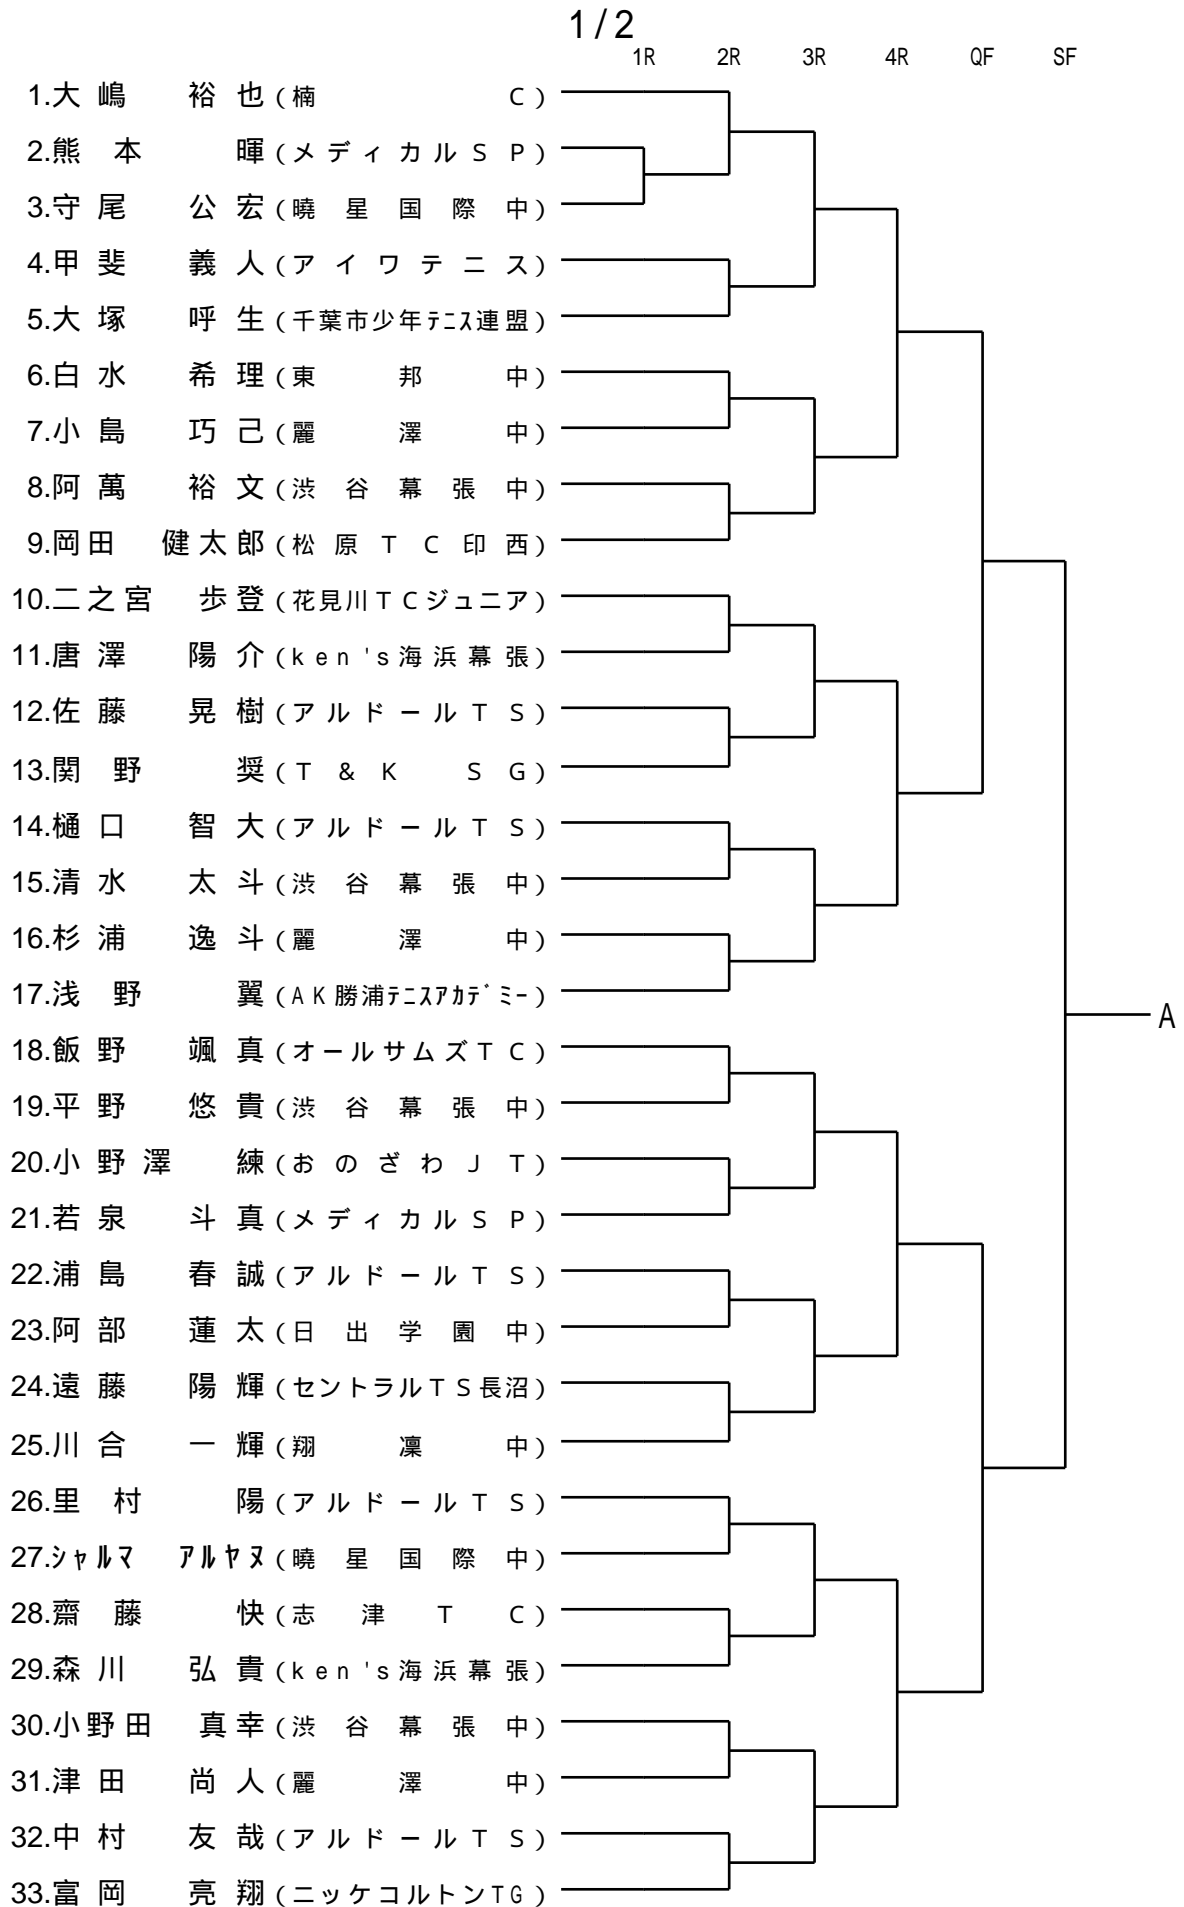 1/2
1R 2R 3R 4R QF SF
1.大嶋 裕也(楠 C)
2.熊本 暉(メディカルSP)
3.守尾 公宏(曉星国際中)
4.甲斐 義人(アイワテニス)
5.大塚 呼生(千葉市少年ﾃﾆｽ連盟)
6.白水 希理(東邦中)
7.小島 巧己(麗澤中)
8.阿萬 裕文(渋谷幕張中)
9.岡田 健太郎(松原TC印西)
10.二之宮 歩登(花見川TCジュニア)
11.唐澤 陽介(ken's海浜幕張)
12.佐藤 晃樹(アルドールTS)
13.関野 奨(T&K SG)
14.樋口 智大(アルドールTS)
15.清水 太斗(渋谷幕張中)
16.杉浦 逸斗(麗澤中)
17.浅野 翼(AK勝浦ﾃﾆｽｱｶﾃﾞﾐｰ)
A
18.飯野 颯真(オールサムズTC)
19.平野 悠貴(渋谷幕張中)
20.小野澤 練(おのざわJT)
21.若泉 斗真(メディカルSP)
22.浦島 春誠(アルドールTS)
23.阿部 蓮太(日出学園中)
24.遠藤 陽輝(セントラルTS長沼)
25.川合 一輝(翔凜中)
26.里村 陽(アルドールTS)
27.ｼｬﾙﾏ ｱﾙﾔﾇ(曉星国際中)
28.齋藤 快(志津TC)
29.森川 弘貴(ken's海浜幕張)
30.小野田 真幸(渋谷幕張中)
31.津田 尚人(麗澤中)
32.中村 友哉(アルドールTS)
33.富岡 亮翔(ニッケコルトンTG)